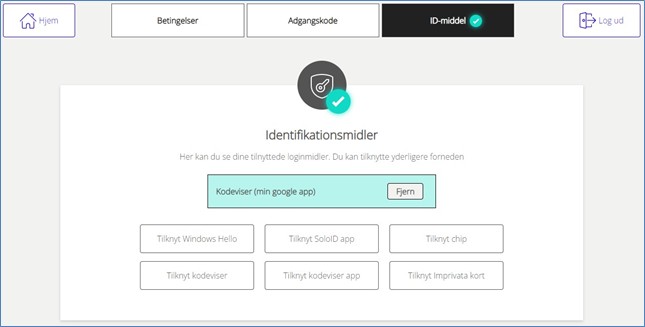 Hjem
Betingelser
Adgangskode
ID-middel
Log ud
Identifikationsmidler
Her kan du se dine tilnyttede loginmidler. Du kan tilknytte yderligere forneden
Kodeviser (min google app)
Fjern
Tilknyt Windows Hello
Tilknyt SoloID app
Tilknyt chip
Tilknyt kodeviser
Tilknyt kodeviser app
Tilknyt Imprivata kort